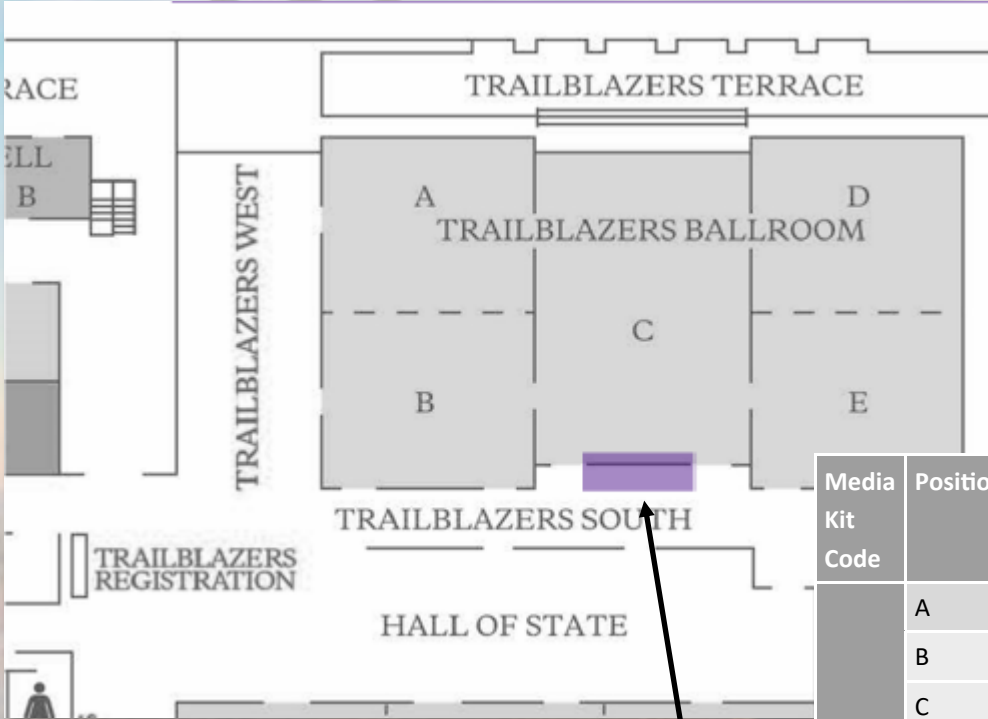 RACE
TRAILBLAZERS TERRACE
ELL
B
A
D
TRAILBLAZERS BALLROOM
TRAILBLAZERS WEST
C
B
E
TRAILBLAZERS SOUTH
TRAILBLAZERS
REGISTRATION
HALL OF STATE
Media
Kit
Code
Positio
A
B
C